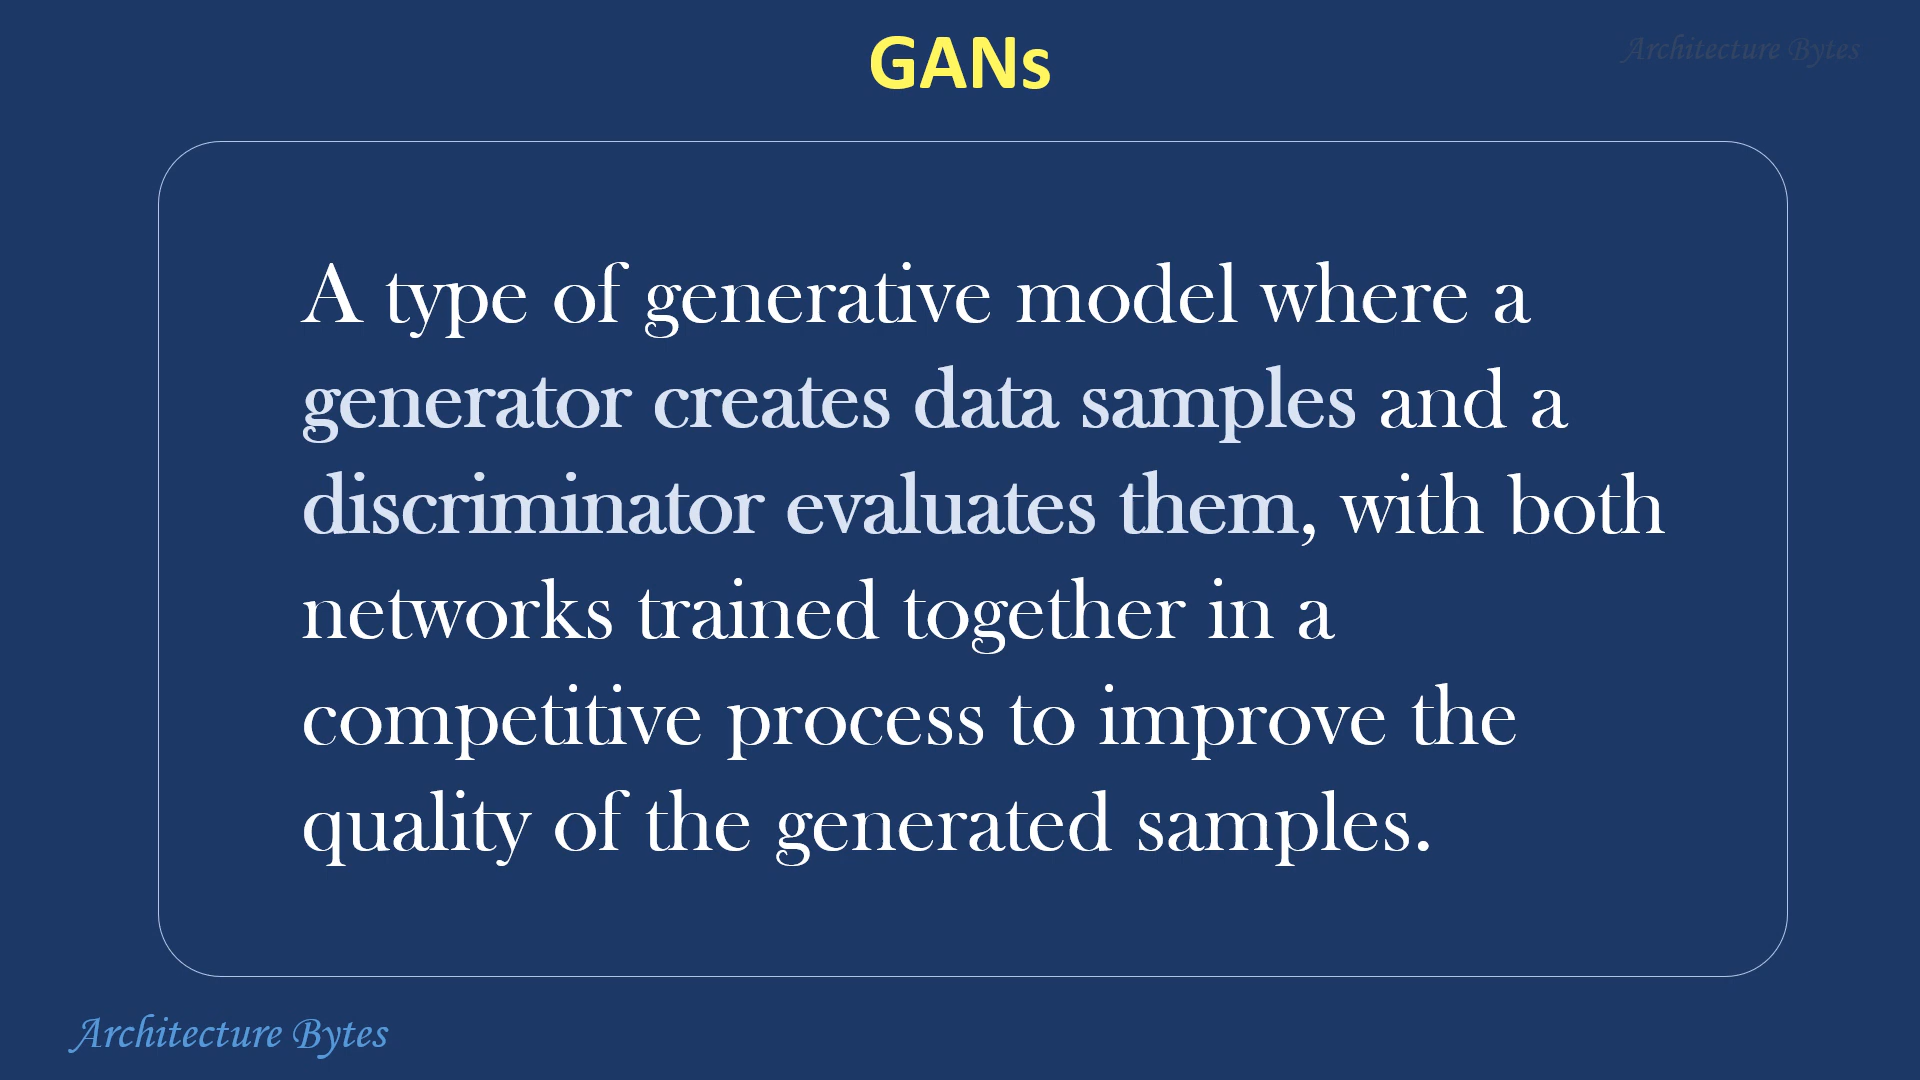 GANs
Architecture Bytes
A type of generative model where a
generator creates data samples and a
discriminator evaluates them, with both
networks trained together in a
competitive process to improve the
quality of the generated samples.
Architecture Bytes